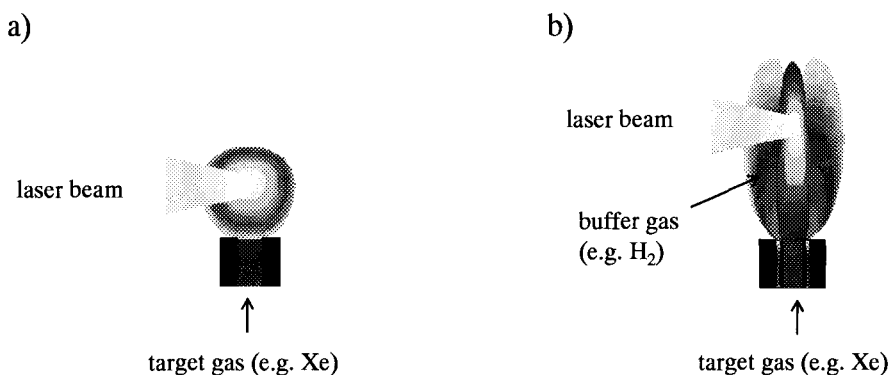 a)
laser beam
target gas (e.g. Xe)
b)
laser beam
buffer gas
(e.g. H₂)
target gas (e.g. Xe)